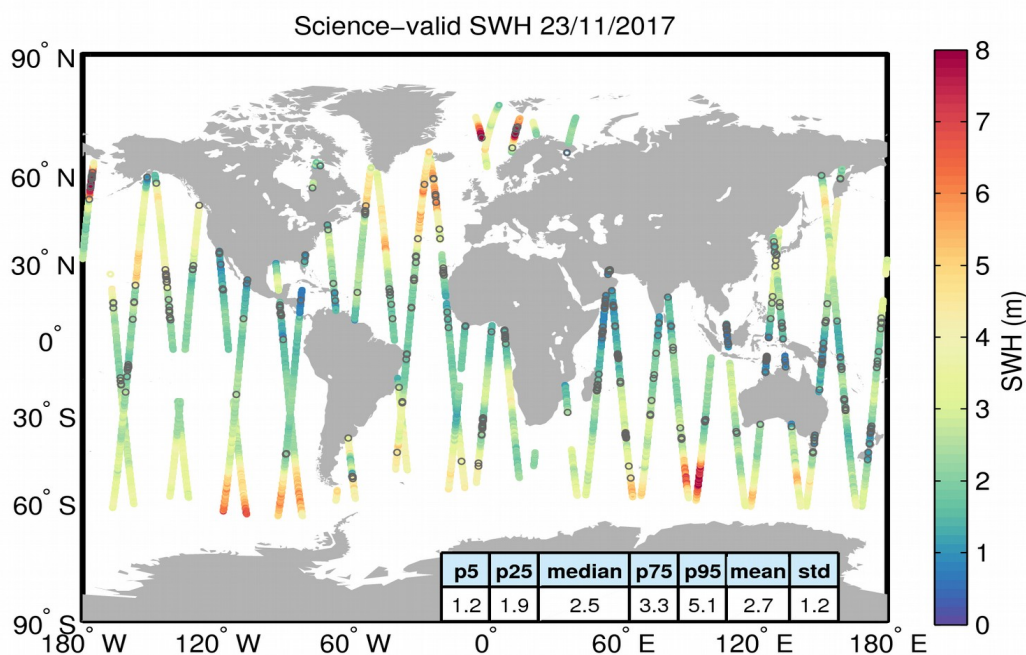 Science−valid SWH 23/11/2017
90° N
60° N
30° N
0°
30° S
60° S
90° S
180° W
120° W
60° W
0°
60° E
120° E
180° E
p5 p25 median p75 p95 mean std
1.2 1.9 2.5 3.3 5.1 2.7 1.2
8
7
6
5
4
3
2
1
0
SWH (m)